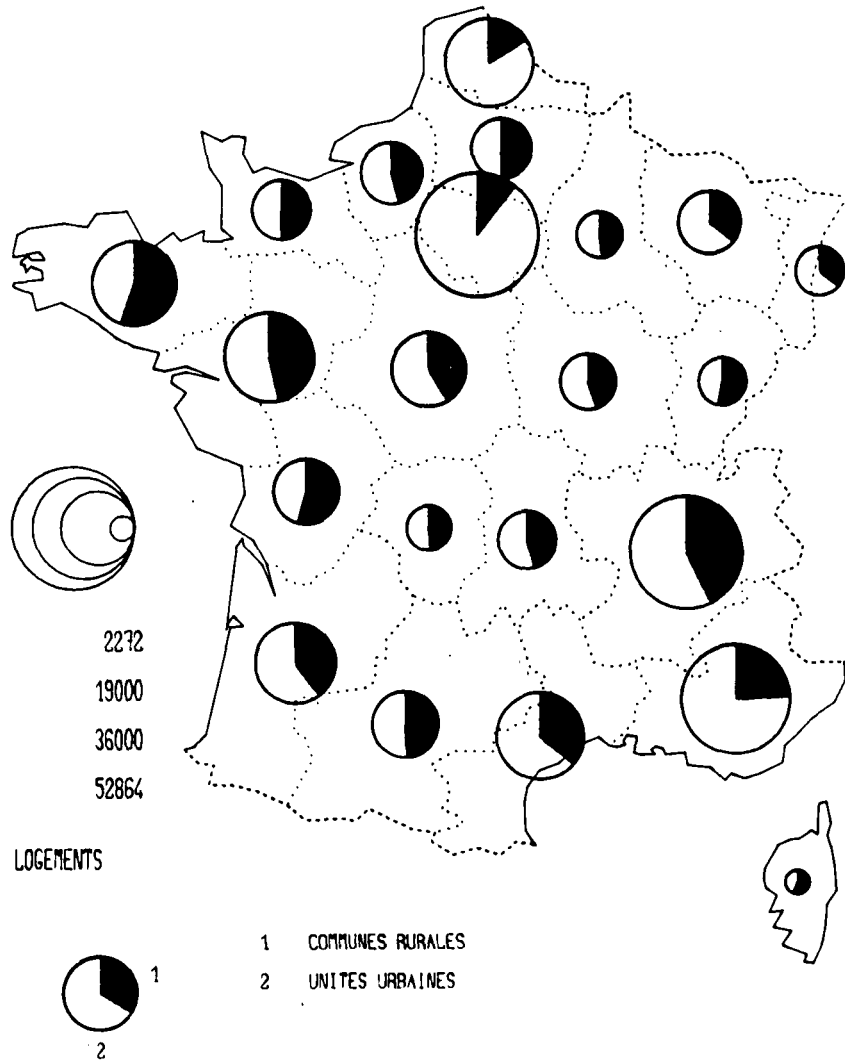 2272
19000
36000
52864
LOGEMENTS
1 COMMUNES RURALES
1
2 UNITES URBAINES
2